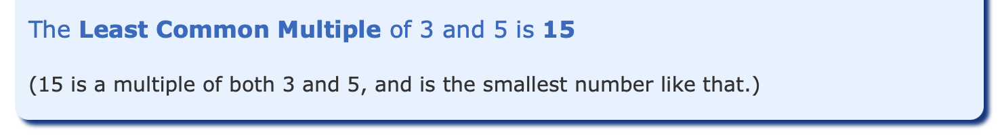 The Least Common Multiple of 3 and 5 is 15
(15 is a multiple of both 3 and 5, and is the smallest number like that.)